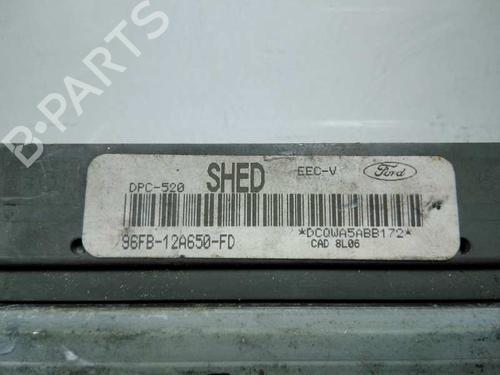 B-PARTS
DPC-520 SHED EEC-V Ford
96FB-12A650-FD *DCQWA5ABB172*
CAD 8L06